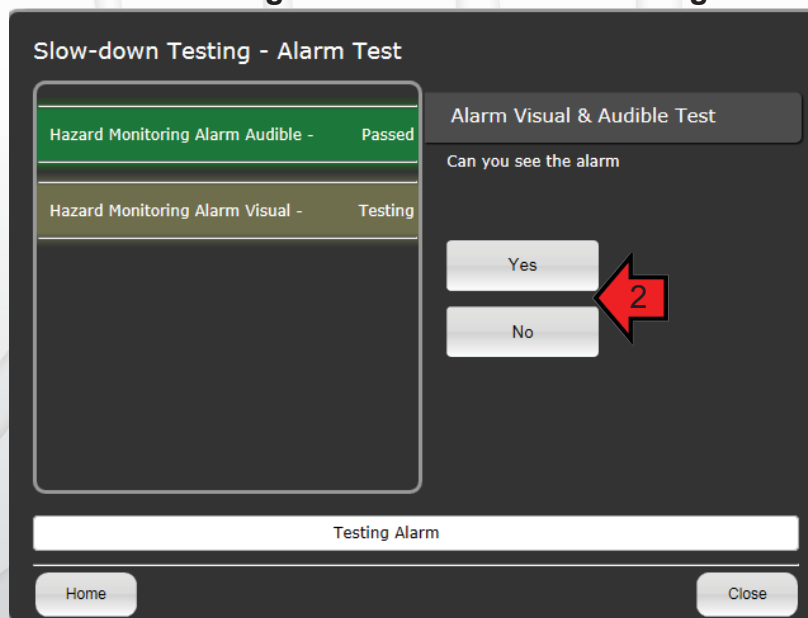 Slow-down Testing - Alarm Test
Hazard Monitoring Alarm Audible - Passed
Hazard Monitoring Alarm Visual - Testing
Alarm Visual & Audible Test
Can you see the alarm
Yes
2
No
Testing Alarm
Home
Close